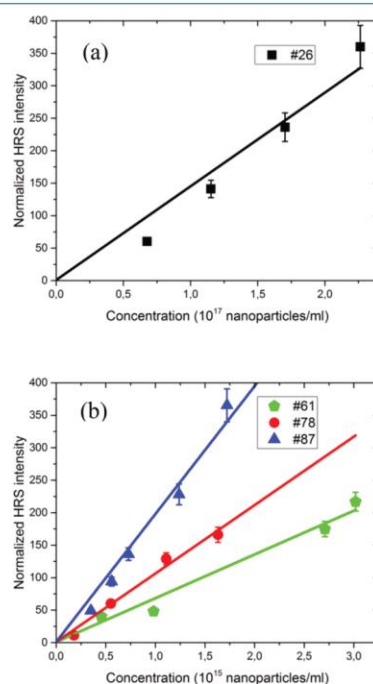 400
350
300
250
200
150
100
50
0
Normalized HRS intensity
(a)
#26
0,0 0,5 1,0 1,5 2,0
Concentration (10¹⁷ nanoparticles/ml)
400
350
300
250
200
150
100
50
0
Normalized HRS intensity
(b)
#61
#78
#87
0,0 0,5 1,0 1,5 2,0 2,5 3,0
Concentration (10¹⁵ nanoparticles/ml)